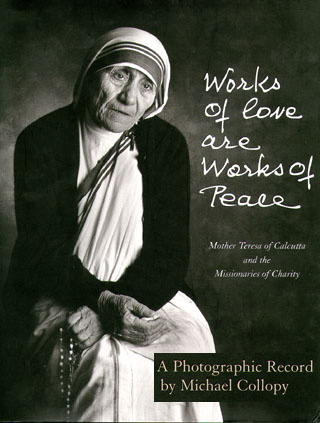 Works
of love
are
Works of
Peace
Mother Teresa of Calcutta
and the
Missionaries of Charity
A Photographic Record
by Michael Collopy